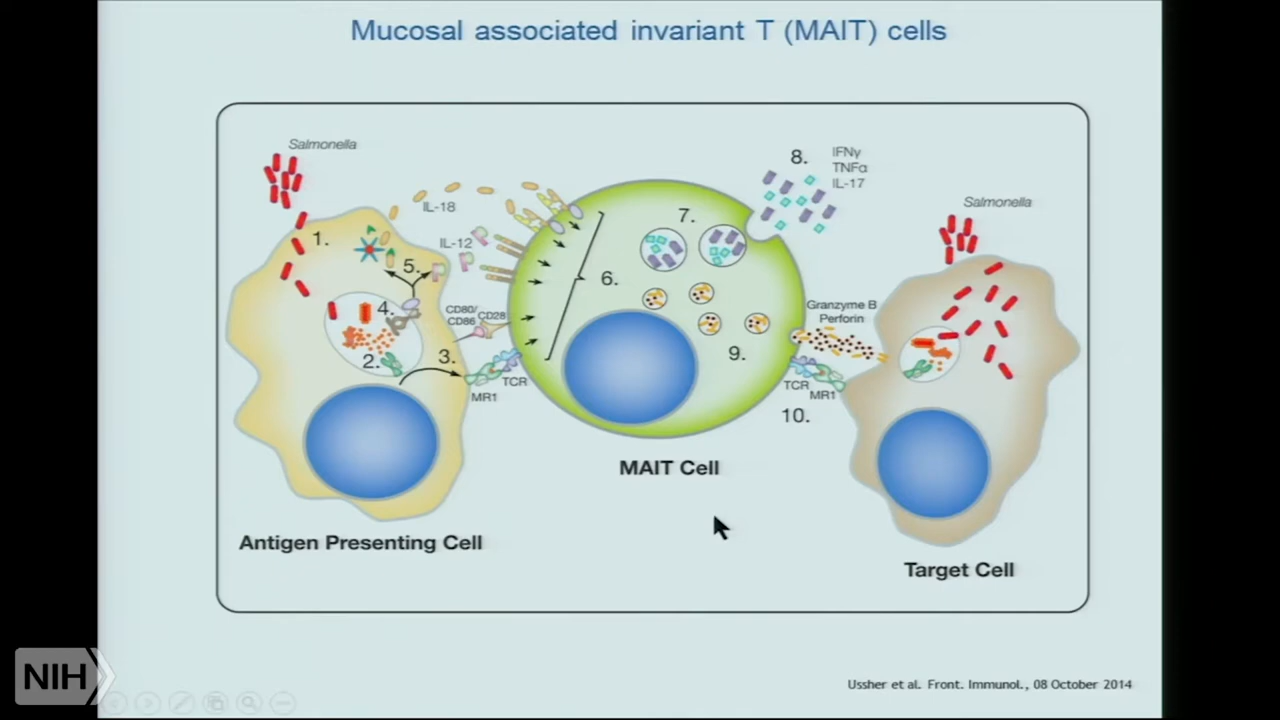 Mucosal associated invariant T (MAIT) cells
Salmonella
1.
IL-18
IL-12
5.
4.
2.
3.
CD80/
CD86
CD28
TCR
MR1
6.
7.
8.
IFNγ
TNFα
IL-17
9.
Granzyme B
Perforin
TCR
MR1
10.
Salmonella
MAIT Cell
Antigen Presenting Cell
Target Cell
NIH
Ussher et al. Front. Immunol., 08 October 2014